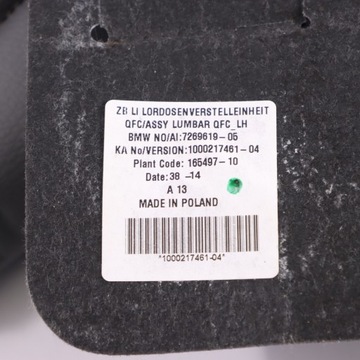 ZB LI LORDOSENVERSTELLEINHEIT
QFC/ASSY LUMBAR QFC_LH
BMW NO/AI:7269619-05
KA No/VERSION:1000217461-04
Plant Code: 165497-10
Date:38 -14
A 13
MADE IN POLAND
*1000217461-04*